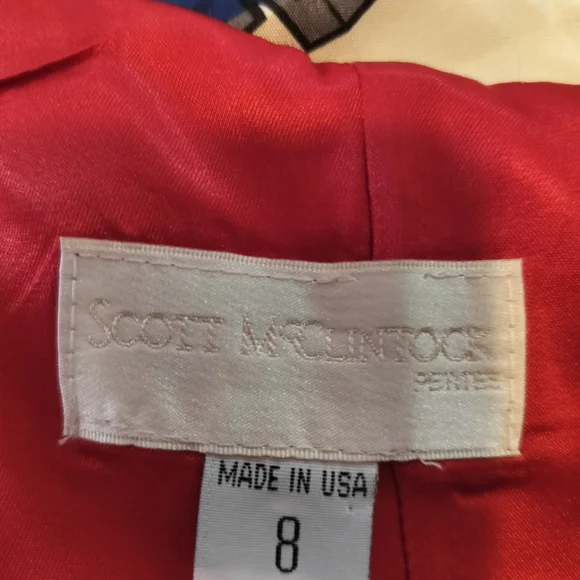 SCOTT MCCLINTOCK
PETITES
MADE IN USA
8